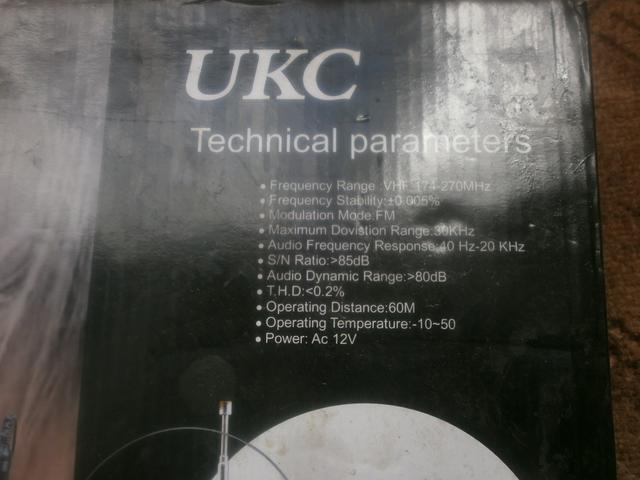 UKC
Technical parameters
• Frequency Range :VHF 174-270MHz
• Frequency Stability:±0.005%
• Modulation Mode:FM
• Maximum Dovistion Range:30KHz
• Audio Frequency Response:40 Hz-20 KHz
• S/N Ratio:>85dB
• Audio Dynamic Range:>80dB
• T.H.D:<0.2%
• Operating Distance:60M
• Operating Temperature:-10~50
• Power: Ac 12V